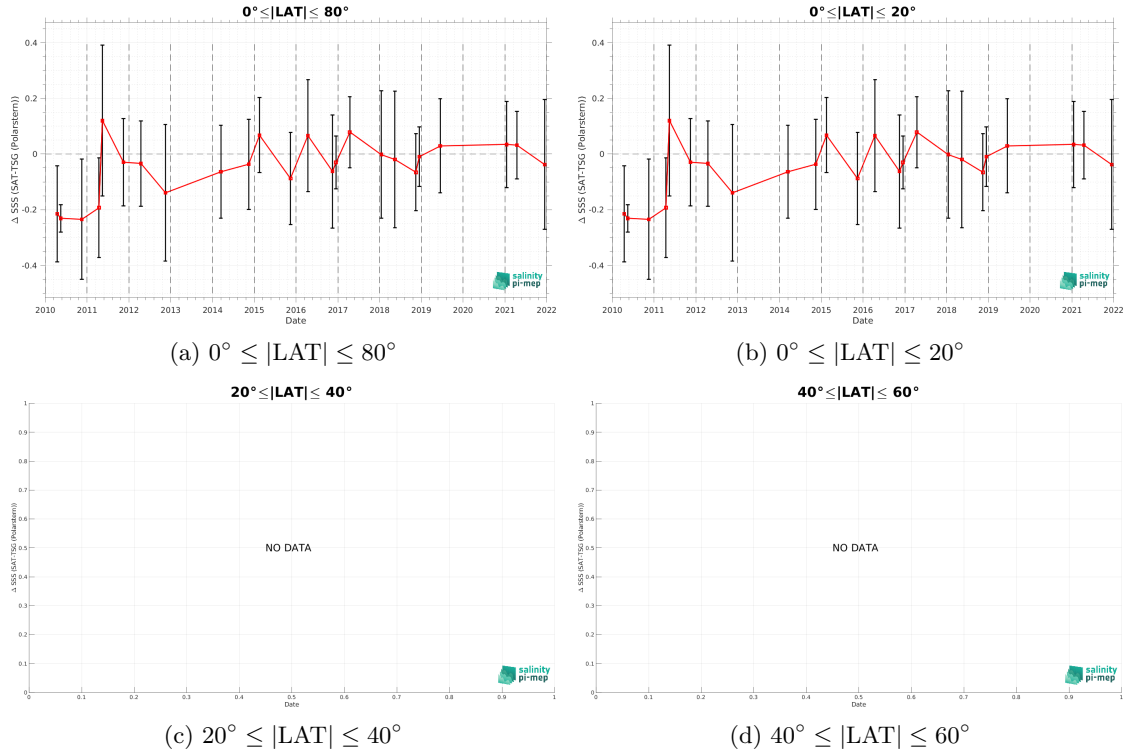 0°≤|LAT|≤ 80°
Δ SSS (SAT-TSG (Polarstern))
0.4
0.2
0
-0.2
-0.4
2010 2011 2012 2013 2014 2015 2016 2017 2018 2019 2020 2021 2022
Date
salinity
pi-mep
(a) 0° ≤ |LAT| ≤ 80°
0°≤|LAT|≤ 20°
Δ SSS (SAT-TSG (Polarstern))
0.4
0.2
0
-0.2
-0.4
2010 2011 2012 2013 2014 2015 2016 2017 2018 2019 2020 2021 2022
Date
salinity
pi-mep
(b) 0° ≤ |LAT| ≤ 20°
20°≤|LAT|≤ 40°
Δ SSS (SAT-TSG (Polarstern))
1
0.9
0.8
0.7
0.6
0.5
0.4
0.3
0.2
0.1
0
NO DATA
0 0.1 0.2 0.3 0.4 0.5 0.6 0.7 0.8 0.9 1
Date
salinity
pi-mep
(c) 20° ≤ |LAT| ≤ 40°
40°≤|LAT|≤ 60°
Δ SSS (SAT-TSG (Polarstern))
1
0.9
0.8
0.7
0.6
0.5
0.4
0.3
0.2
0.1
0
NO DATA
0 0.1 0.2 0.3 0.4 0.5 0.6 0.7 0.8 0.9 1
Date
salinity
pi-mep
(d) 40° ≤ |LAT| ≤ 60°